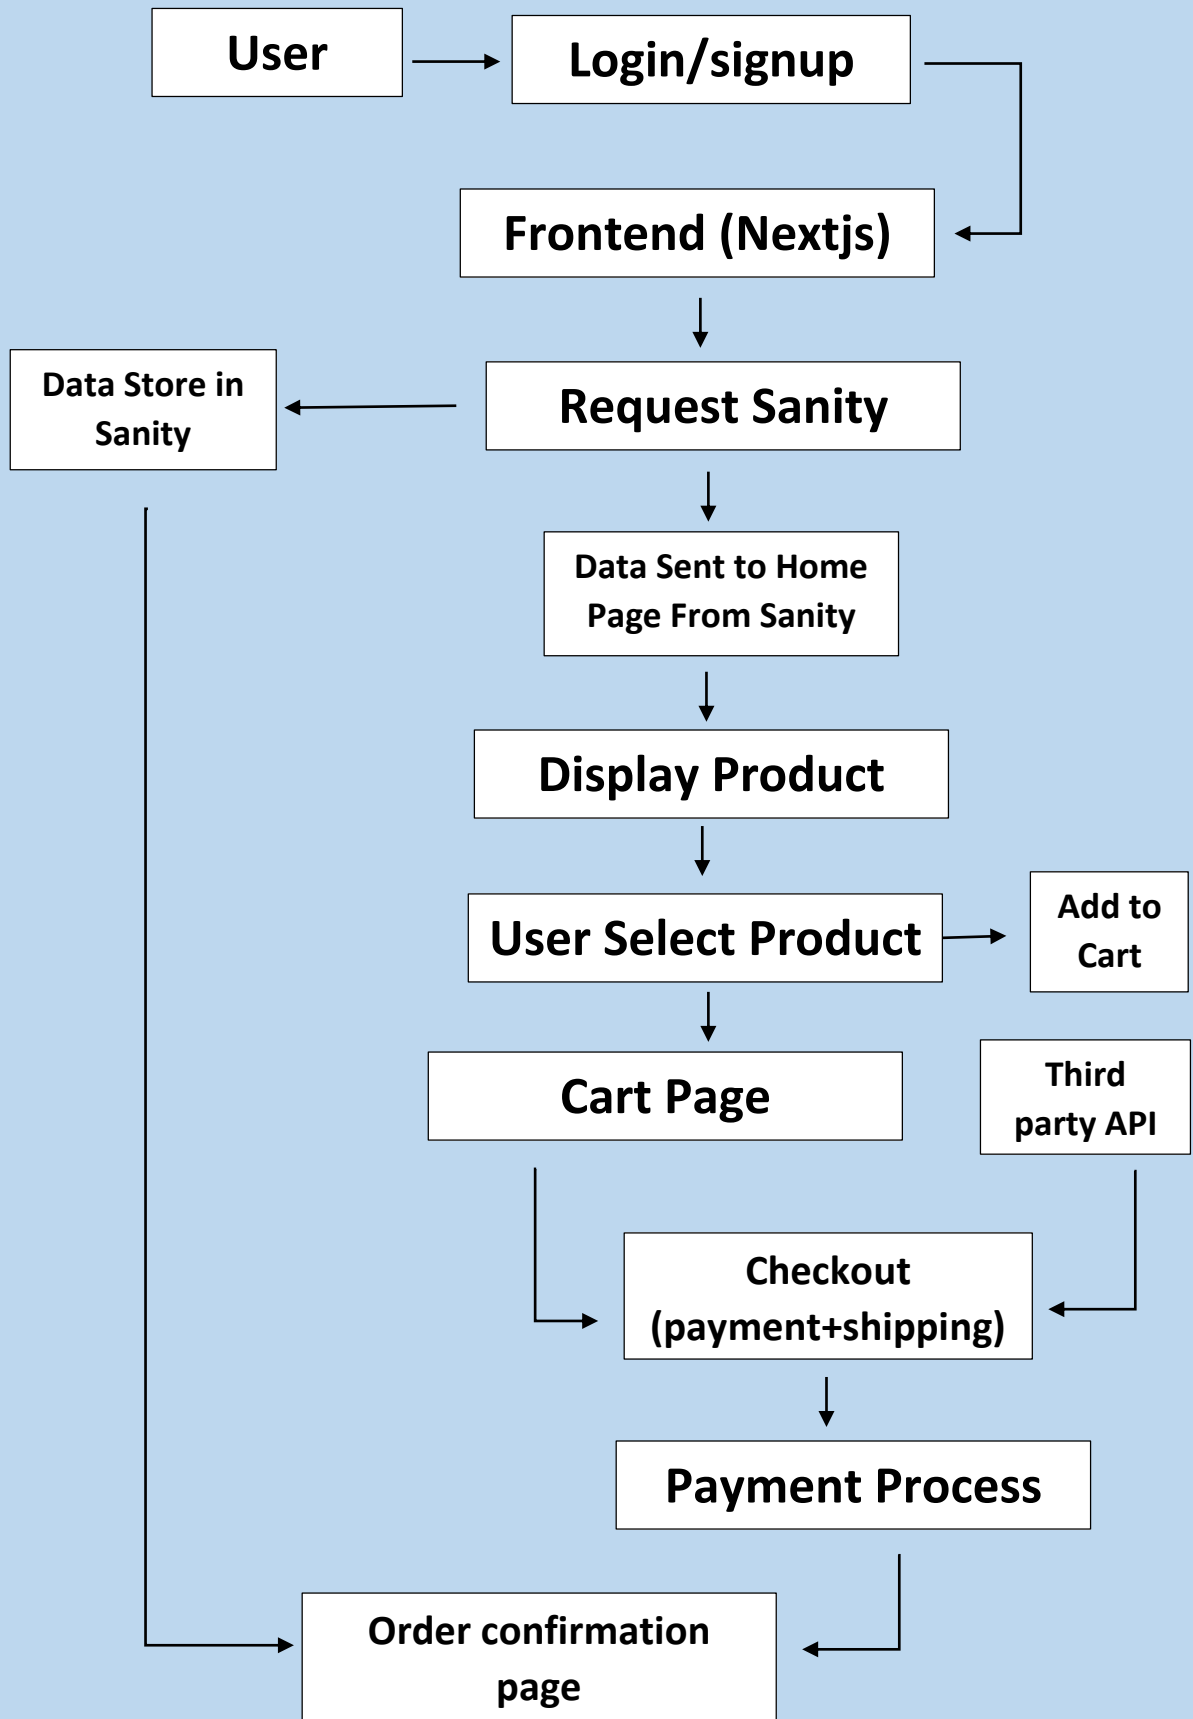 User
Login/signup
Frontend (Nextjs)
Data Store in
Sanity
Request Sanity
Data Sent to Home
Page From Sanity
Display Product
User Select Product
Add to
Cart
Cart Page
Third
party API
Checkout
(payment+shipping)
Payment Process
Order confirmation
page